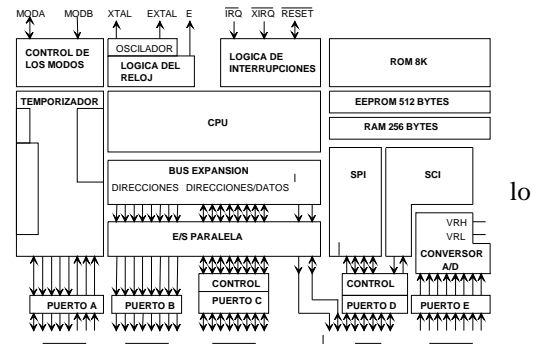 MODA MODB XTAL EXTAL E IRQ XIRQ RESET
CONTROL DE
LOS MODOS
OSCILADOR
LOGICA DEL
RELOJ
LOGICA DE
INTERRUPCIONES
ROM 8K
TEMPORIZADOR
CPU
EEPROM 512 BYTES
RAM 256 BYTES
BUS EXPANSION
DIRECCIONES DIRECCIONES/DATOS
SPI
SCI
lo
E/S PARALELA
VRH
VRL
CONVERSOR
A/D
CONTROL
PUERTO C
CONTROL
PUERTO D
PUERTO A
PUERTO B
PUERTO E